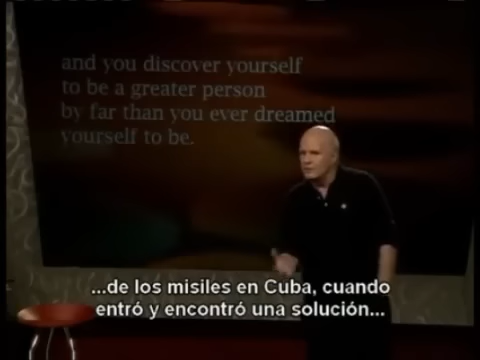 and you discover yourself
to be a greater person
by far than you ever dreamed
yourself to be.
...de los misiles en Cuba, cuando
entró y encontró una solución...